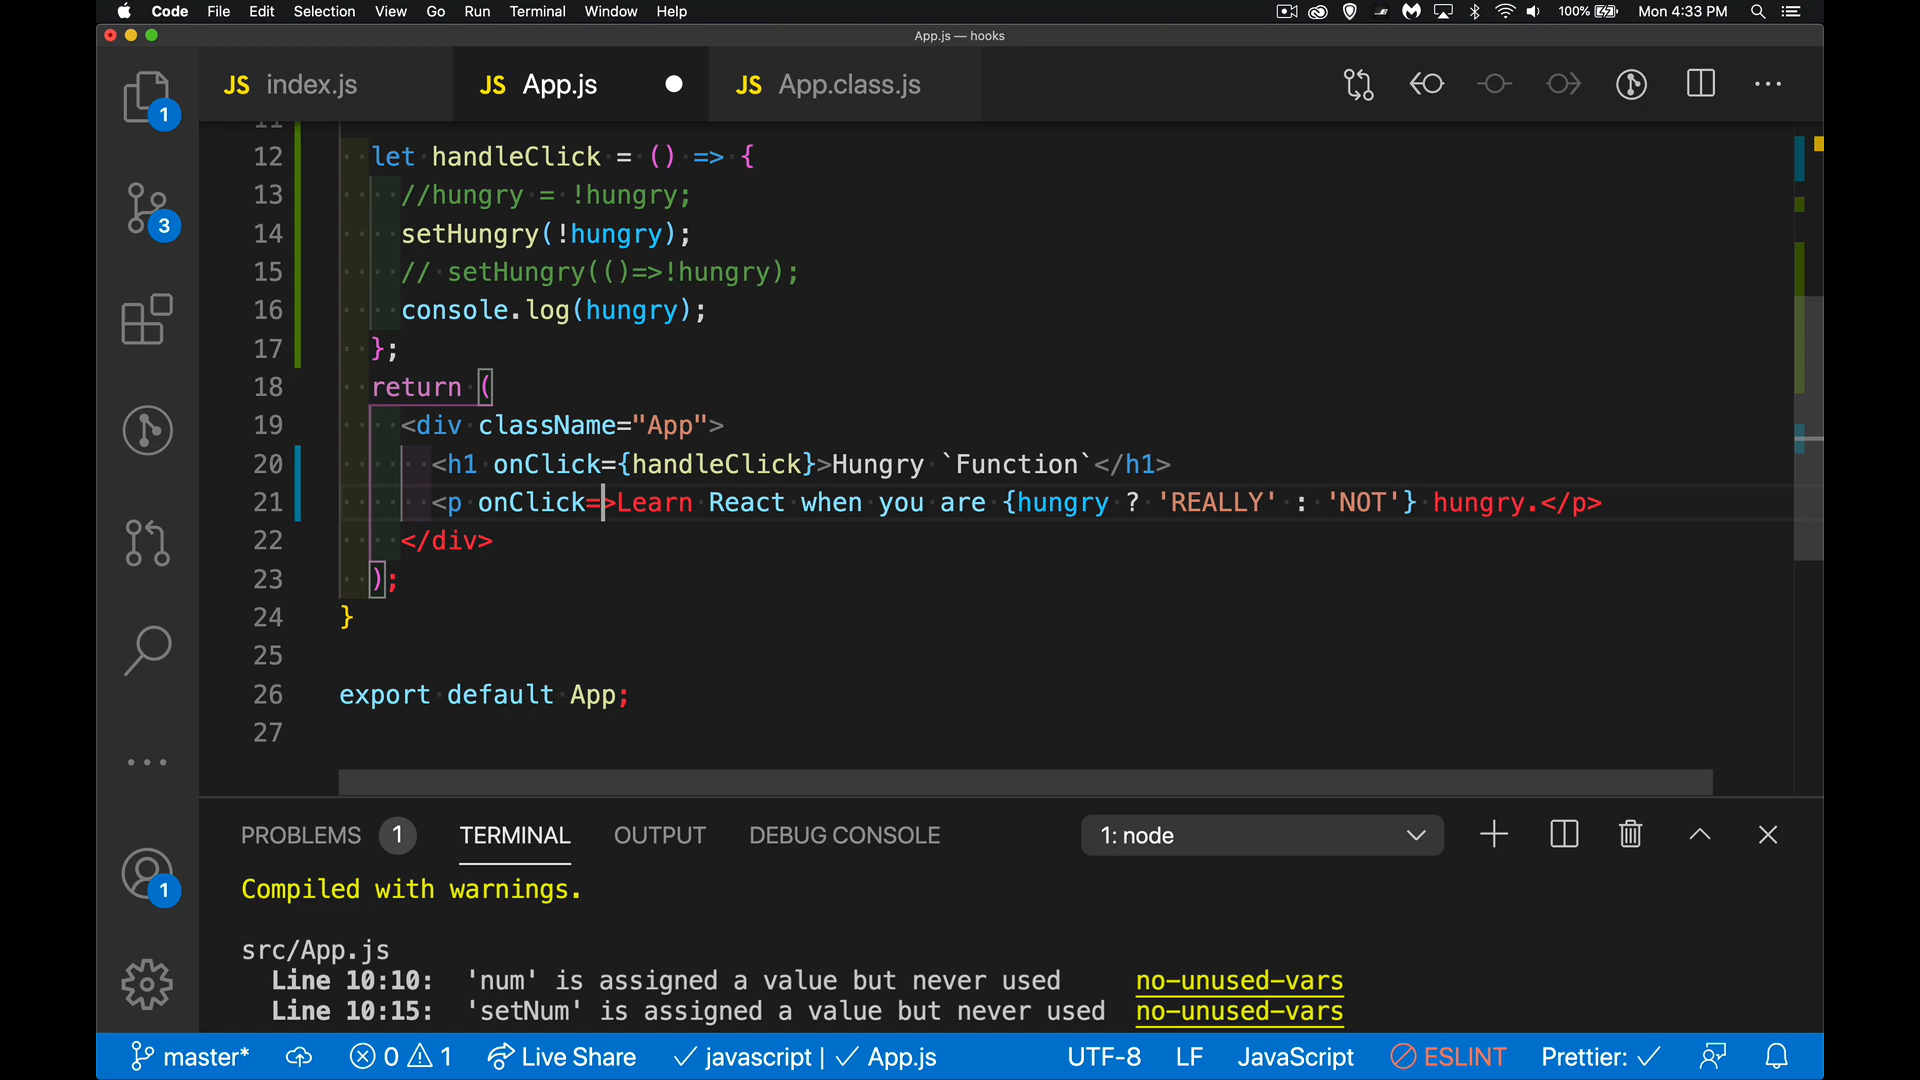 Code File Edit Selection View Go Run Terminal Window Help 100% Mon 4:33 PM
App.js — hooks
JS index.js JS App.js JS App.class.js
1
3
1
11
12 let handleClick = () => {
13 //hungry = !hungry;
14 setHungry(!hungry);
15 // setHungry(()=>!hungry);
16 console.log(hungry);
17 };
18 return (
19 <div className="App">
20 <h1 onClick={handleClick}>Hungry `Function`</h1>
21 <p onClick=>Learn React when you are {hungry ? 'REALLY' : 'NOT'} hungry.</p>
22 </div>
23 );
24 }
25
26 export default App;
27
PROBLEMS 1 TERMINAL OUTPUT DEBUG CONSOLE 1: node
Compiled with warnings.
src/App.js
Line 10:10: 'num' is assigned a value but never used no-unused-vars
Line 10:15: 'setNum' is assigned a value but never used no-unused-vars
master* 0 1 Live Share ✓ javascript | ✓ App.js UTF-8 LF JavaScript ESLINT Prettier: ✓